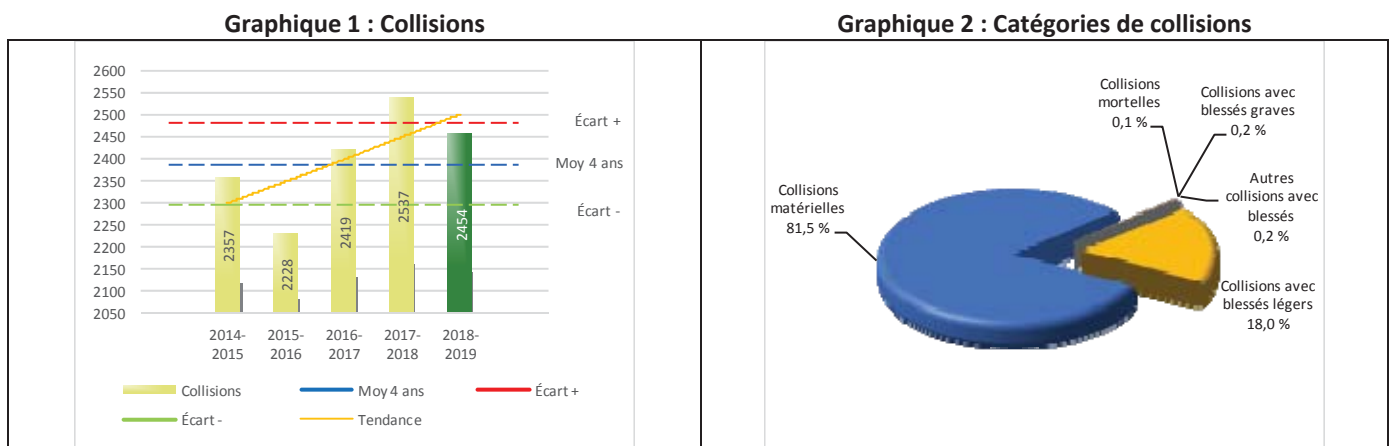 Graphique 1 : Collisions
2600
2550
2500
2450
2400
2350
2300
2250
2200
2150
2100
2050
2357
2228
2419
2537
2454
Écart +
Moy 4 ans
Écart -
2014-
2015
2015-
2016
2016-
2017
2017-
2018
2018-
2019
Collisions
Moy 4 ans
Écart +
Écart -
Tendance
Graphique 2 : Catégories de collisions
Collisions
matérielles
81,5 %
Collisions
mortelles
0,1 %
Collisions avec
blessés graves
0,2 %
Autres
collisions avec
blessés
0,2 %
Collisions avec
blessés légers
18,0 %